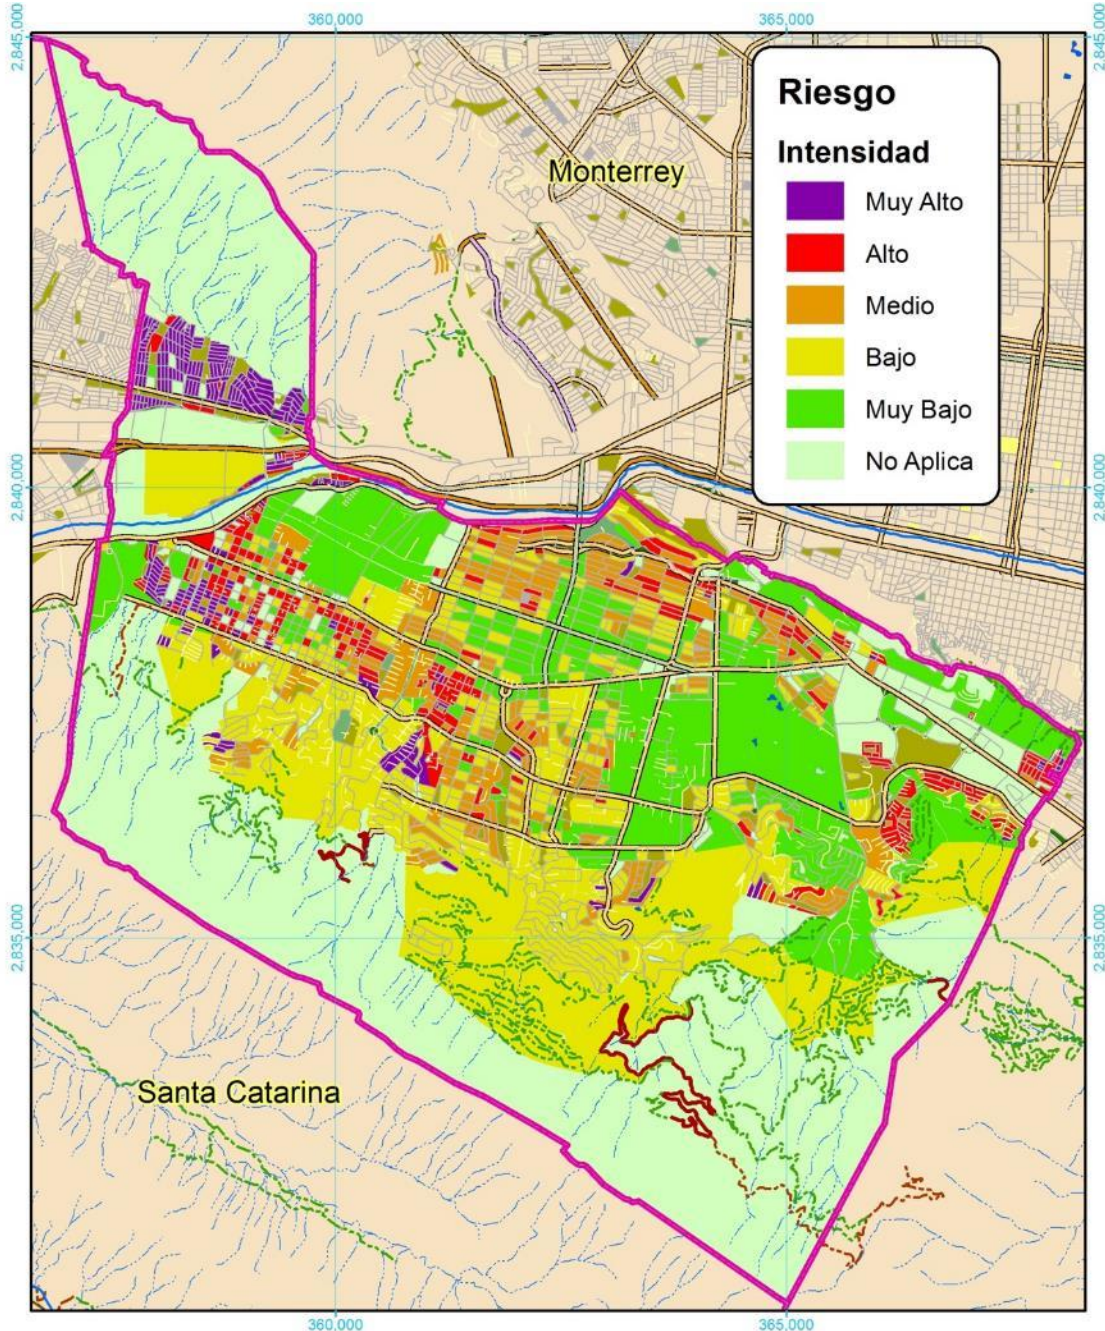 360,000
365,000
2,845,000
2,845,000
Riesgo
Intensidad
Muy Alto
Alto
Medio
Bajo
Muy Bajo
No Aplica
Monterrey
2,840,000
2,840,000
2,835,000
2,835,000
Santa Catarina
360,000
365,000